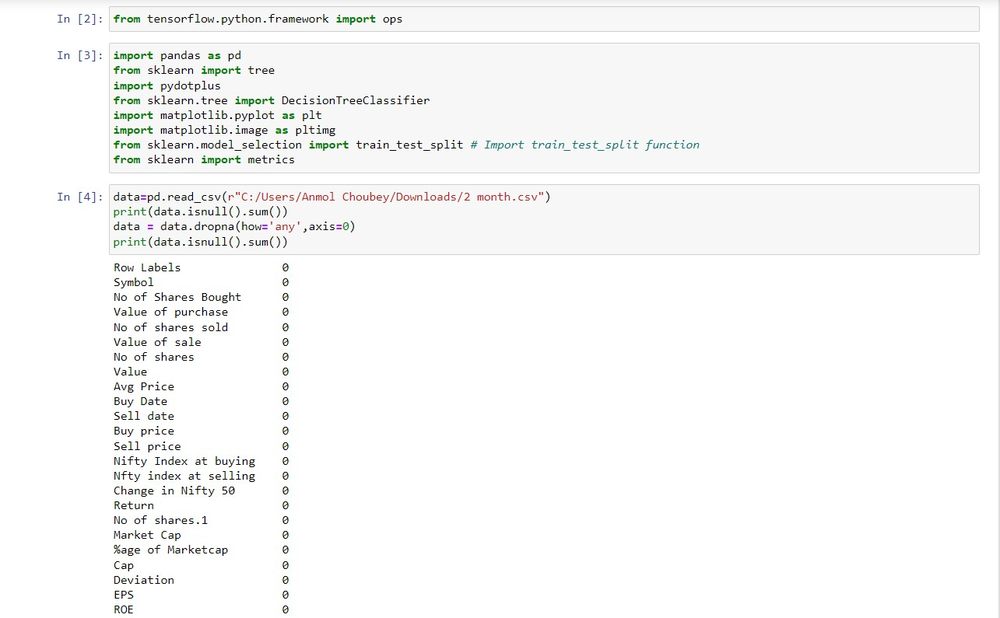 In [2]: from tensorflow.python.framework import ops
In [3]: import pandas as pd
from sklearn import tree
import pydotplus
from sklearn.tree import DecisionTreeClassifier
import matplotlib.pyplot as plt
import matplotlib.image as pltimg
from sklearn.model_selection import train_test_split # Import train_test_split function
from sklearn import metrics
In [4]: data=pd.read_csv(r"C:/Users/Anmol Choubey/Downloads/2 month.csv")
print(data.isnull().sum())
data = data.dropna(how='any',axis=0)
print(data.isnull().sum())
Row Labels 0
Symbol 0
No of Shares Bought 0
Value of purchase 0
No of shares sold 0
Value of sale 0
No of shares 0
Value 0
Avg Price 0
Buy Date 0
Sell date 0
Buy price 0
Sell price 0
Nifty Index at buying 0
Nfty index at selling 0
Change in Nifty 50 0
Return 0
No of shares.1 0
Market Cap 0
%age of Marketcap 0
Cap 0
Deviation 0
EPS 0
ROE 0